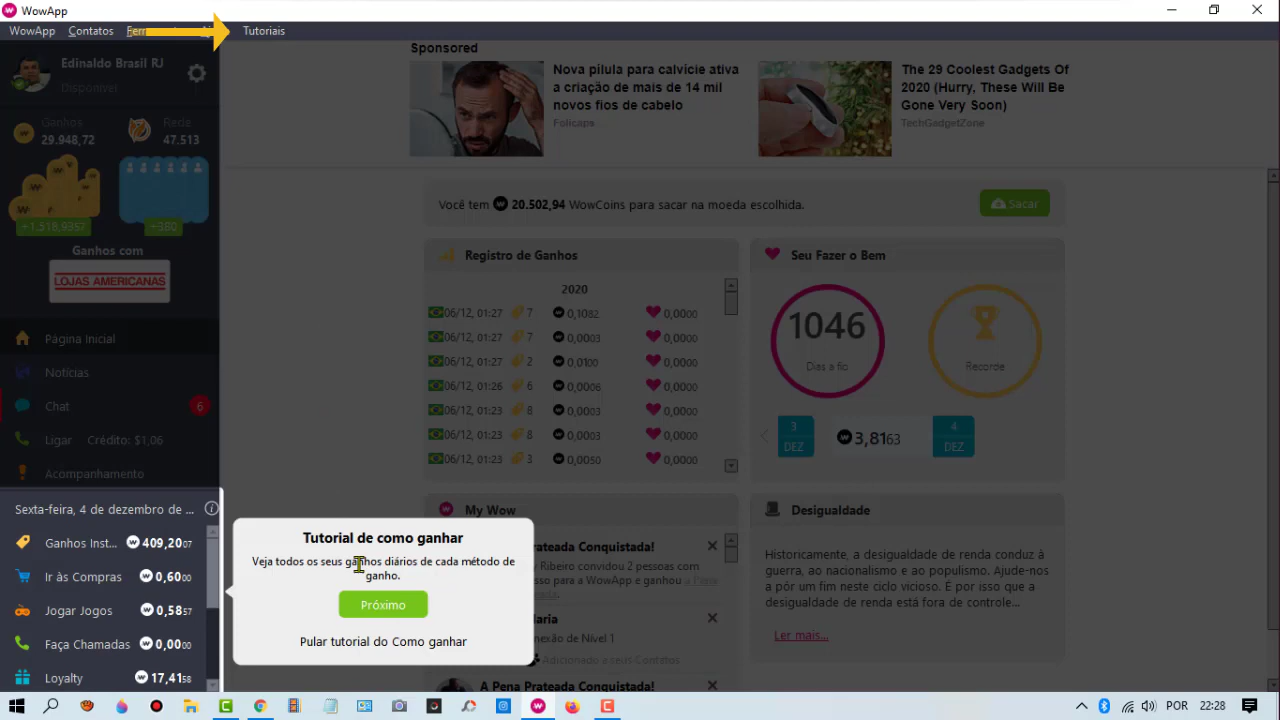 WowApp
WowApp Contatos Tutoriais
Edinaldo Brasil RJ
Disponível
Ganhos
29.948,72
Rede
47.513
+1.518,9357
+380
Ganhos com
LOJAS AMERICANAS
Página Inicial
Notícias
Chat 6
Ligar Crédito: $1,06
Acompanhamento
Sexta-feira, 4 de dezembro de ...
Ganhos Inst... 409,2007
Ir às Compras 0,600
Jogar Jogos 0,5857
Faça Chamadas 0,0000
Loyalty 17,4158
Sponsored
Nova pílula para calvície ativa
a criação de mais de 14 mil
novos fios de cabelo
Folicaps
The 29 Coolest Gadgets Of
2020 (Hurry, These Will Be
Gone Very Soon)
TechGadgetZone
Você tem 20.502,94 WowCoins para sacar na moeda escolhida.
Sacar
Registro de Ganhos
2020
06/12, 01:27 7 0,1082 0,0000
06/12, 01:27 7 0,0003 0,0000
06/12, 01:27 2 0,0100 0,0000
06/12, 01:26 6 0,0006 0,0000
06/12, 01:23 8 0,0003 0,0000
06/12, 01:23 8 0,0003 0,0000
06/12, 01:23 3 0,0050 0,0000
Seu Fazer o Bem
1046
Dias a fio
Recorde
3
DEZ
3,8163
4
DEZ
My Wow
rateada Conquistada!
Ribeiro convidou 2 pessoas com
sso para a WowApp e ganhou a Pena
Prateada
aria
nexão de Nível 1
Adicionado a seus Contatos
A Pena Prateada Conquistada!
Desigualdade
Historicamente, a desigualdade de renda conduz à
guerra, ao nacionalismo e ao populismo. Ajude-nos
a pôr um fim neste ciclo vicioso. É por isso que a
desigualdade de renda está fora de controle...
Ler mais...
Tutorial de como ganhar
Veja todos os seus ganhos diários de cada método de
ganho.
Próximo
Pular tutorial do Como ganhar
POR 22:28